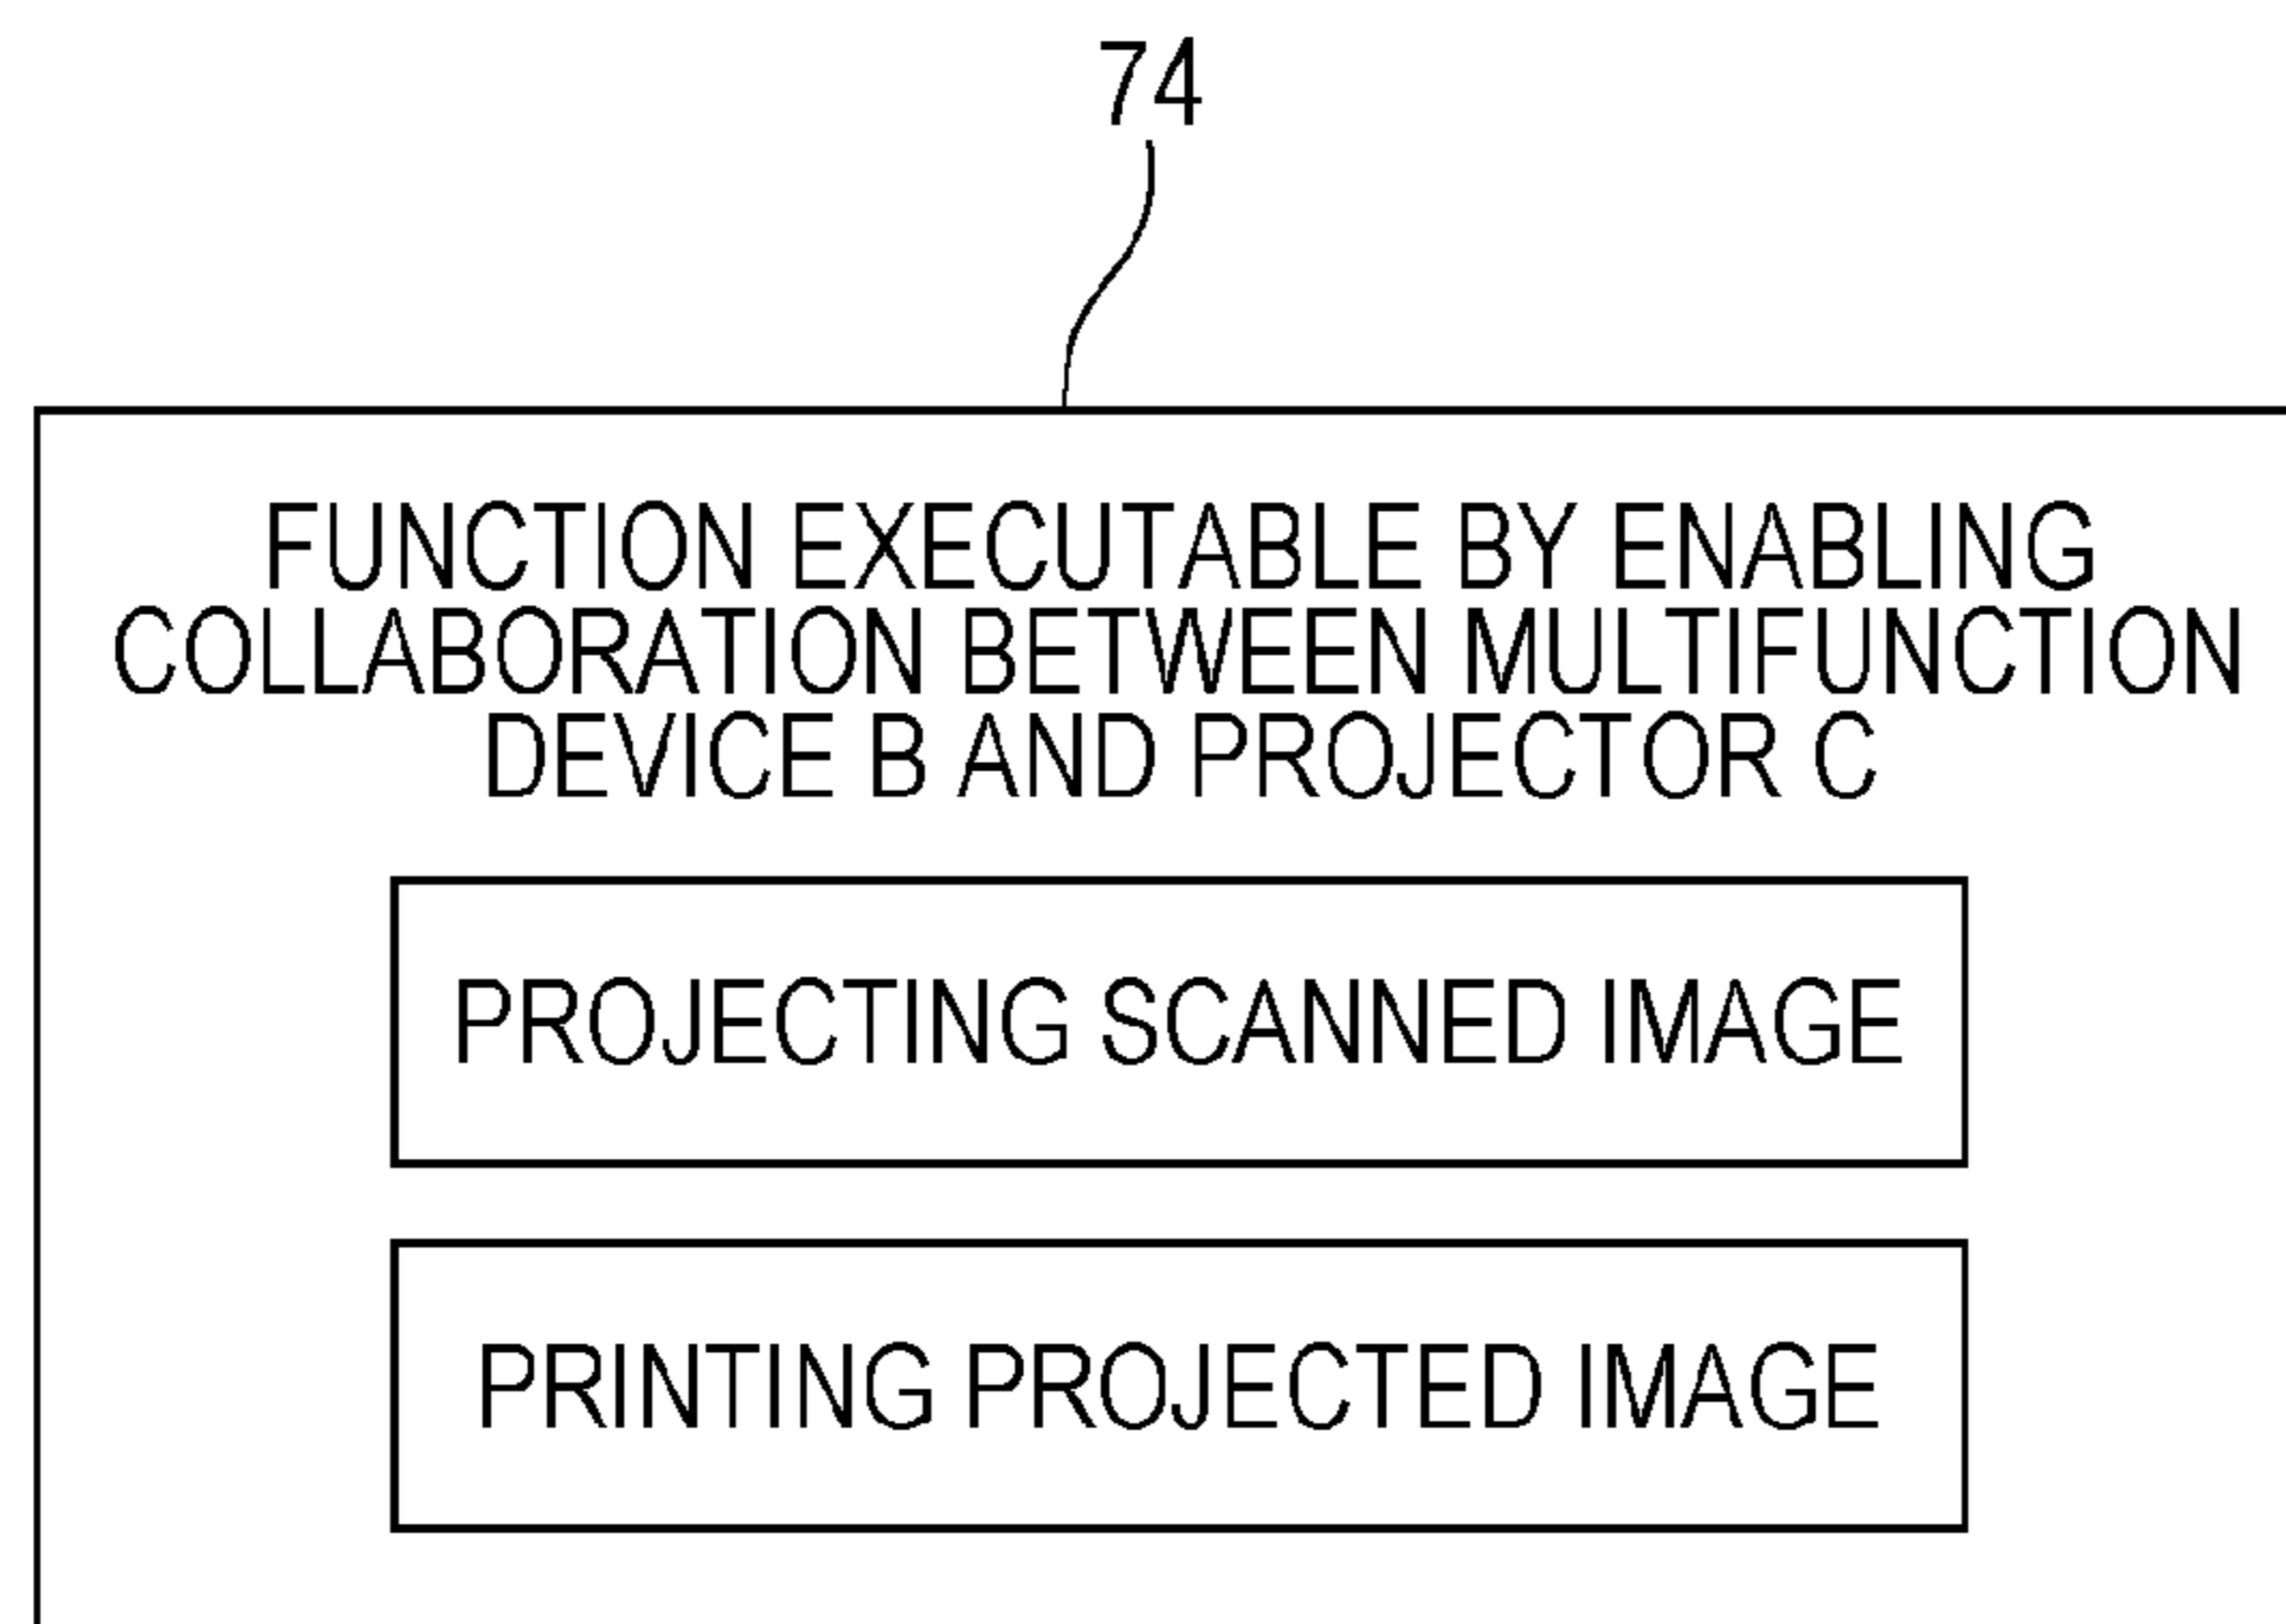 74
FUNCTION EXECUTABLE BY ENABLING
COLLABORATION BETWEEN MULTIFUNCTION
DEVICE B AND PROJECTOR C
PROJECTING SCANNED IMAGE
PRINTING PROJECTED IMAGE